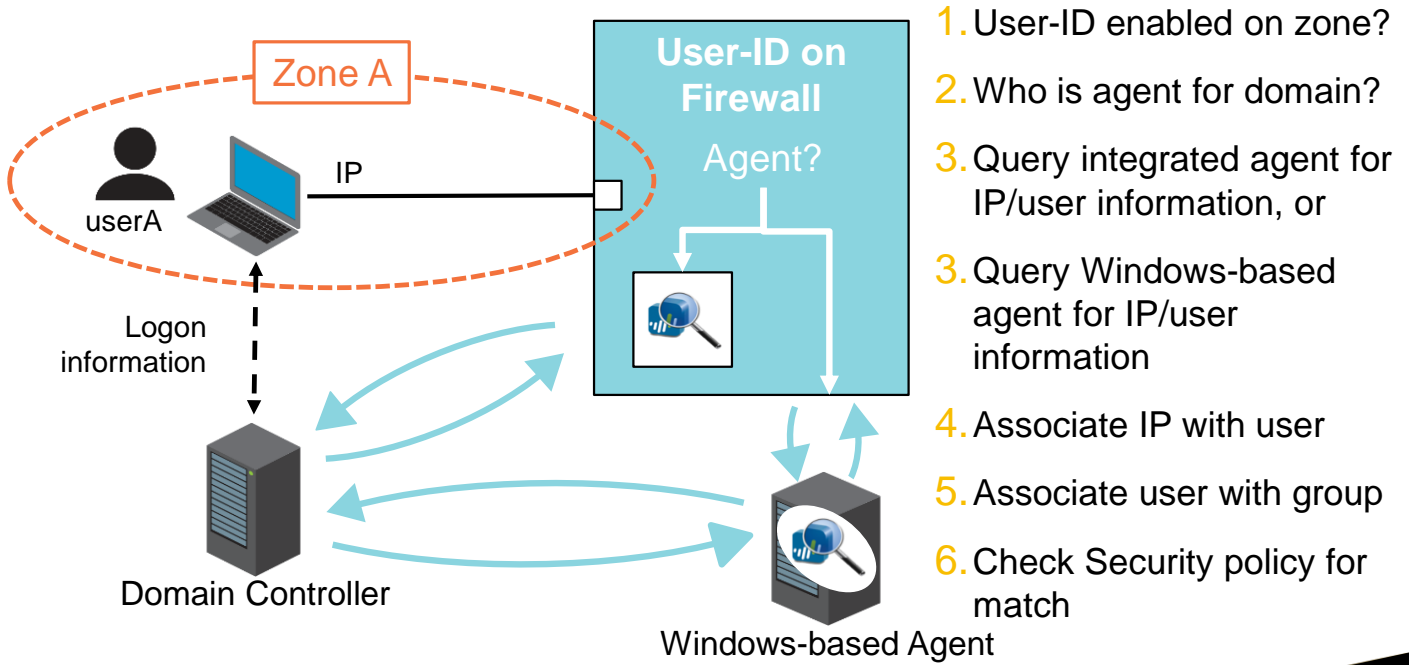 Zone A
userA
IP
Logon
information
Domain Controller
User-ID on
Firewall
Agent?
Windows-based Agent
1. User-ID enabled on zone?
2. Who is agent for domain?
3. Query integrated agent for
IP/user information, or
3. Query Windows-based
agent for IP/user
information
4. Associate IP with user
5. Associate user with group
6. Check Security policy for
match